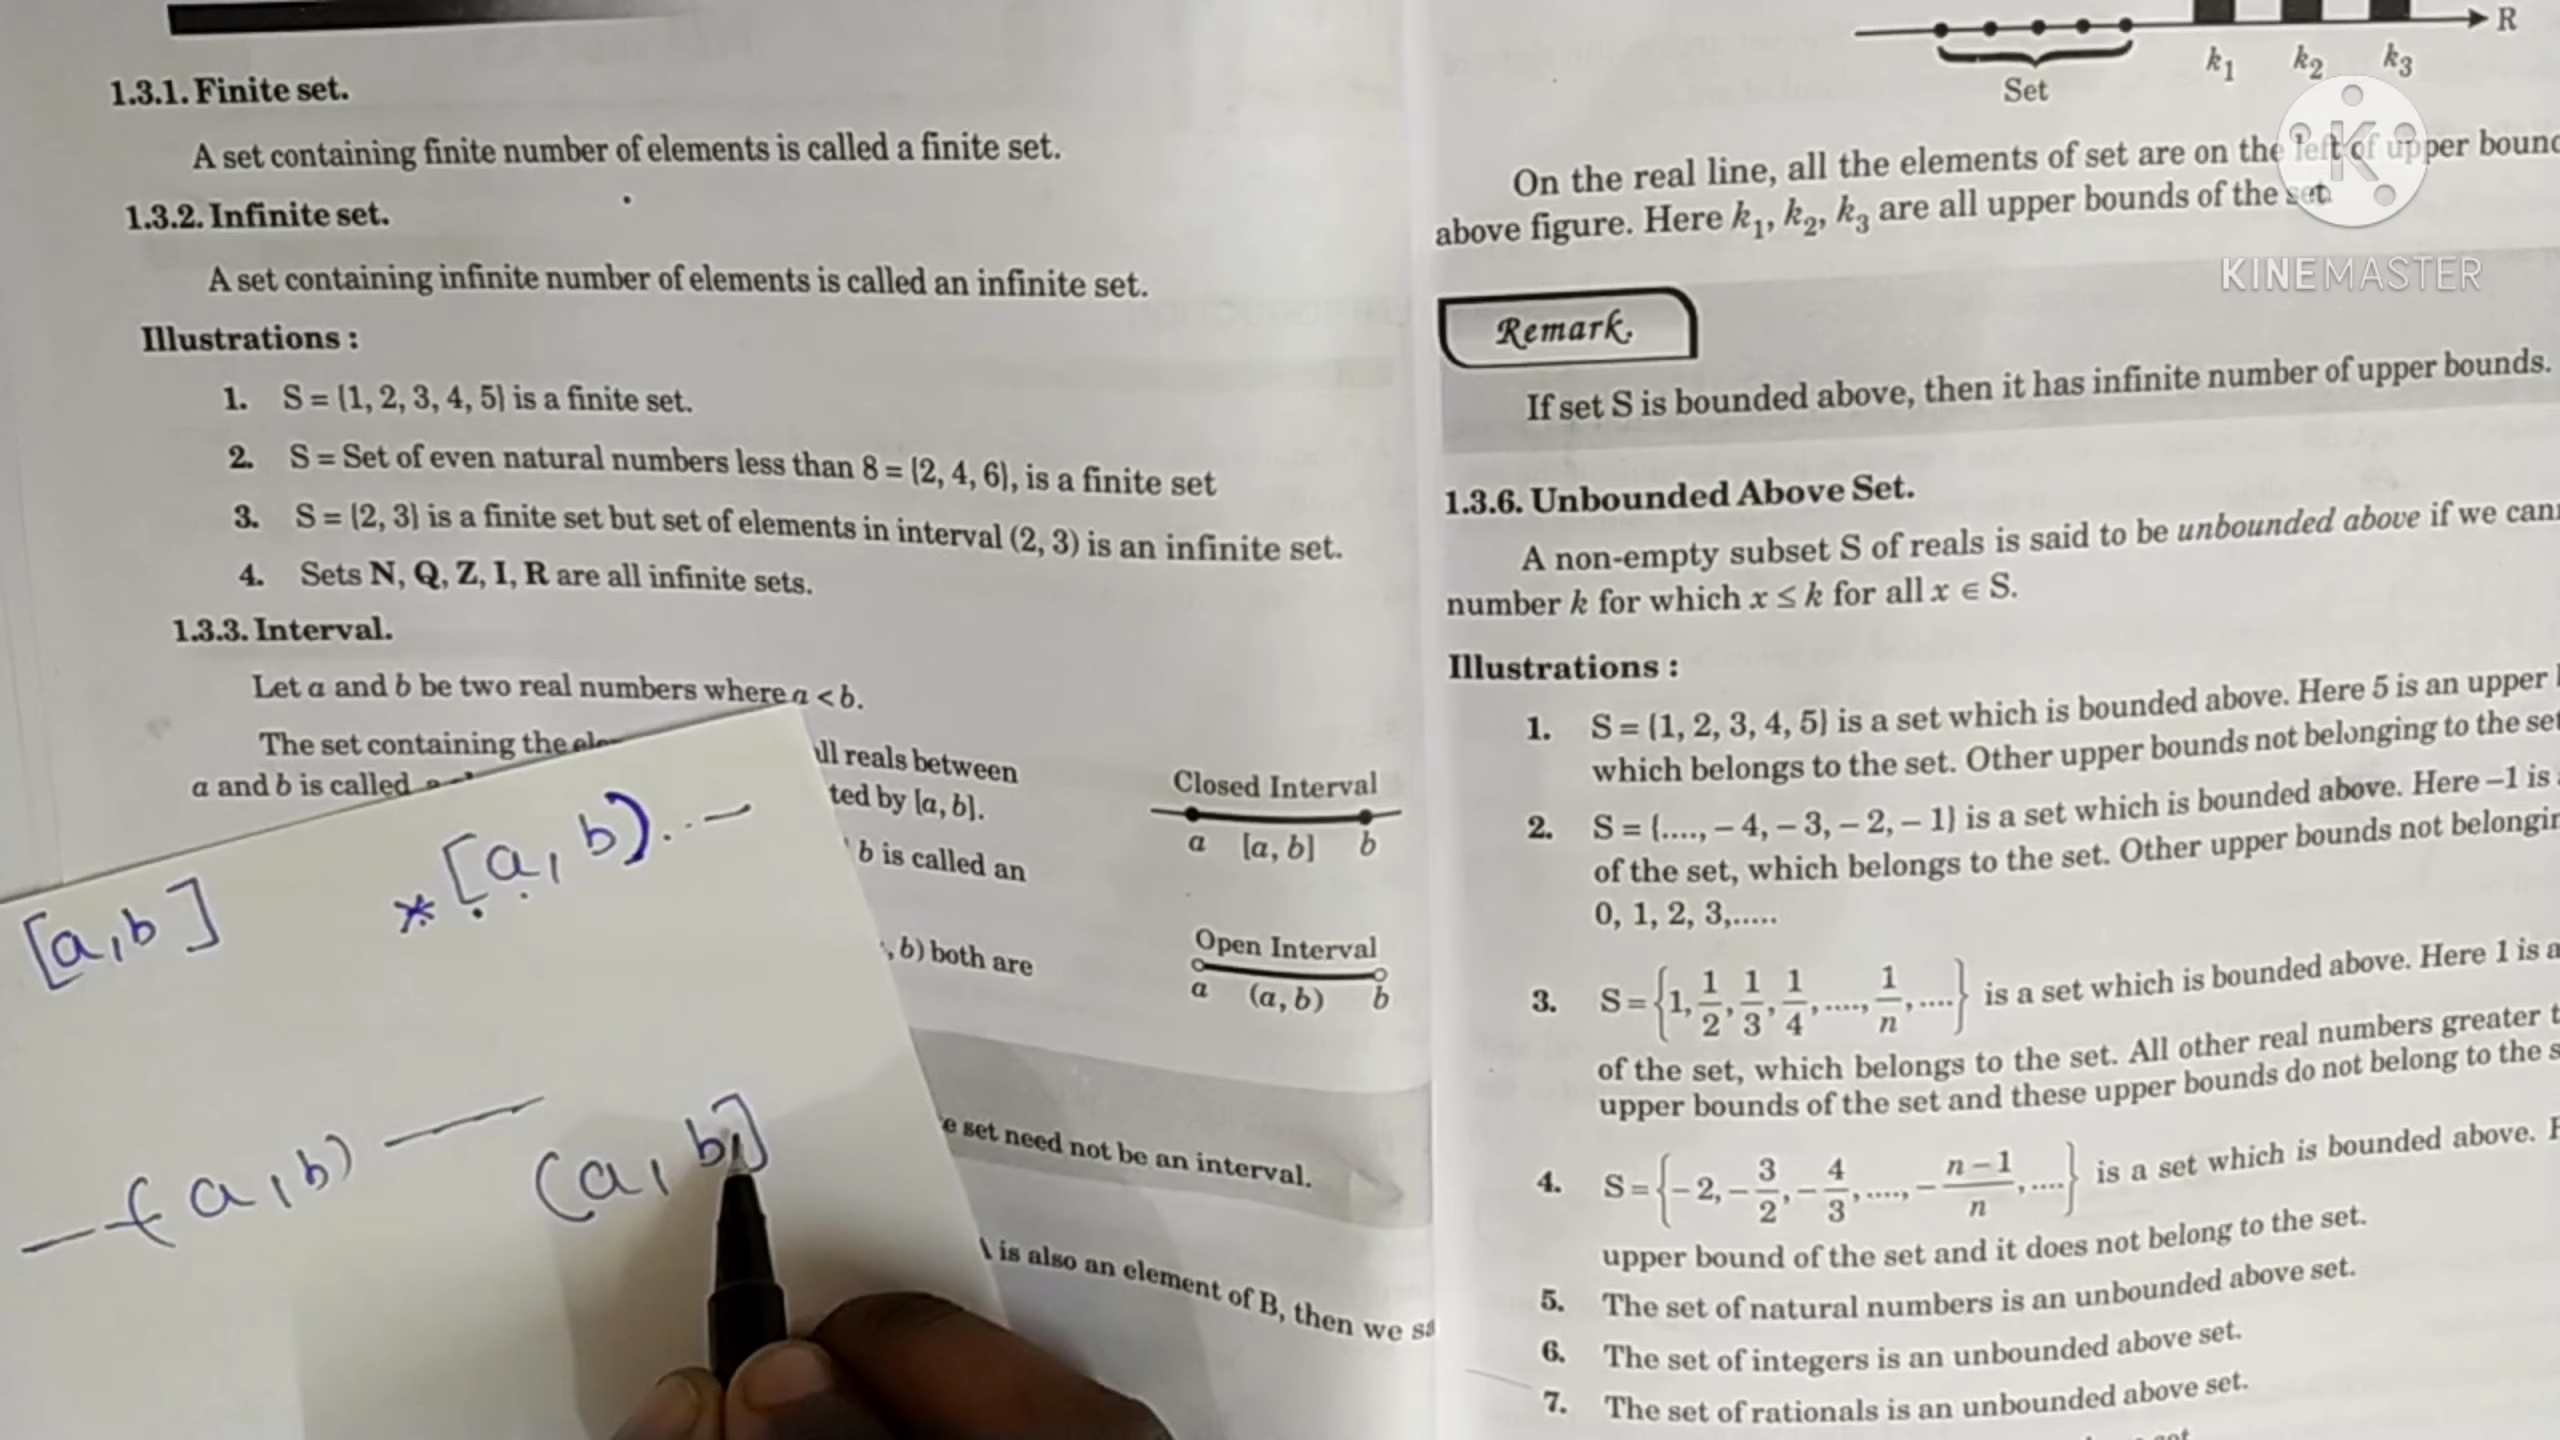 1.3.1. Finite set.
A set containing finite number of elements is called a finite set.
1.3.2. Infinite set.
A set containing infinite number of elements is called an infinite set.
Illustrations :
1. S = {1, 2, 3, 4, 5} is a finite set.
2. S = Set of even natural numbers less than 8 = {2, 4, 6}, is a finite set
3. S = {2, 3} is a finite set but set of elements in interval (2, 3) is an infinite set.
4. Sets N, Q, Z, I, R are all infinite sets.
1.3.3. Interval.
Let a and b be two real numbers where a < b.
The set containing the all reals between
a and b is called ted by [a, b].
b is called an
, b) both are
Closed Interval
a [a, b] b
Open Interval
a (a, b) b
set need not be an interval.
is also an element of B, then we
[a, b]
* [a, b) . . –
— ( a, b) —
(a, b]
R
k₁ k₂ k₃
Set
On the real line, all the elements of set are on the left of upper
above figure. Here k₁, k₂, k₃ are all upper bounds of the set.
KINEMASTER
Remark.
If set S is bounded above, then it has infinite number of upper bounds.
1.3.6. Unbounded Above Set.
A non-empty subset S of reals is said to be unbounded above if we
number k for which x ≤ k for all x ∈ S.
Illustrations :
1. S = {1, 2, 3, 4, 5} is a set which is bounded above. Here 5 is an upper
which belongs to the set. Other upper bounds not belonging to the
2. S = {...., – 4, – 3, – 2, – 1} is a set which is bounded above. Here –1 is
of the set, which belongs to the set. Other upper bounds not
0, 1, 2, 3,.....
3. S = {1, 1/2, 1/3, 1/4, ...., 1/n, ....} is a set which is bounded above. Here 1 is
of the set, which belongs to the set. All other real numbers greater
upper bounds of the set and these upper bounds do not belong to the
4. S = {– 2, – 3/2, – 4/3, ...., – n – 1/n, ....} is a set which is bounded above.
upper bound of the set and it does not belong to the set.
5. The set of natural numbers is an unbounded above set.
6. The set of integers is an unbounded above set.
7. The set of rationals is an unbounded above set.